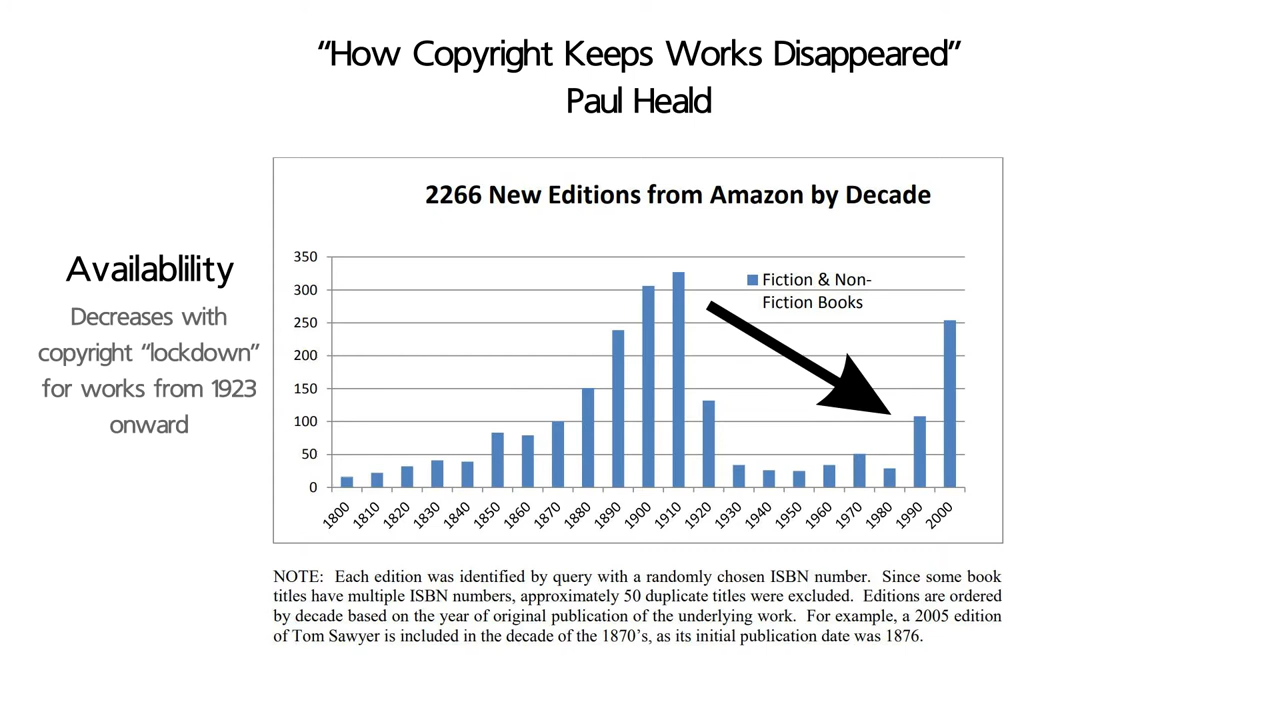 “How Copyright Keeps Works Disappeared”
Paul Heald
Availablility
Decreases with
copyright “lockdown”
for works from 1923
onward
2266 New Editions from Amazon by Decade
350
300
250
200
150
100
50
0
Fiction & Non-
Fiction Books
1800 1810 1820 1830 1840 1850 1860 1870 1880 1890 1900 1910 1920 1930 1940 1950 1960 1970 1980 1990 2000
NOTE: Each edition was identified by query with a randomly chosen ISBN number. Since some book
titles have multiple ISBN numbers, approximately 50 duplicate titles were excluded. Editions are ordered
by decade based on the year of original publication of the underlying work. For example, a 2005 edition
of Tom Sawyer is included in the decade of the 1870’s, as its initial publication date was 1876.